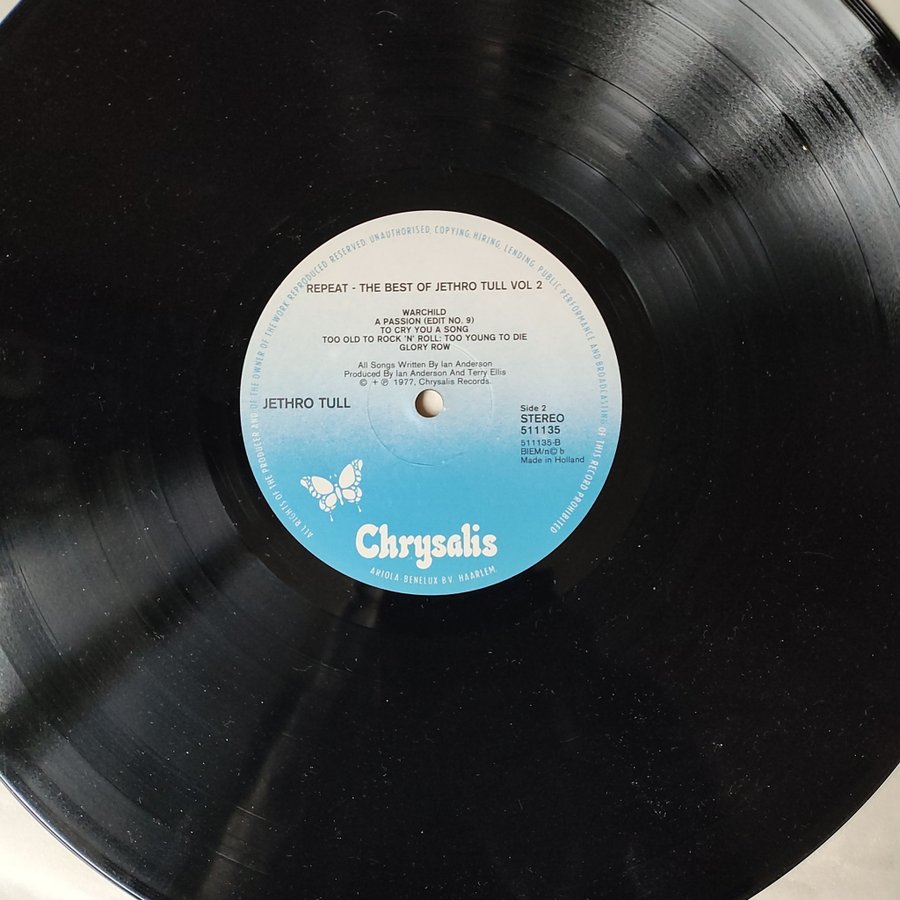 ALL RIGHTS OF THE PRODUCER AND OF THE OWNER OF THE WORK REPRODUCED RESERVED. UNAUTHORISED, COPYING, HIRING, LENDING, PUBLIC PERFORMANCE AND BROADCASTING OF THIS RECORD PROHIBITED
REPEAT - THE BEST OF JETHRO TULL VOL 2
WARCHILD
A PASSION (EDIT NO. 9)
TO CRY YOU A SONG
TOO OLD TO ROCK 'N' ROLL: TOO YOUNG TO DIE
GLORY ROW
All Songs Written By Ian Anderson
Produced By Ian Anderson And Terry Ellis
© + ℗ 1977, Chrysalis Records.
JETHRO TULL
Side 2
STEREO
511135
511135-B
BIEM/n© b
Made in Holland
Chrysalis
ARIOLA-BENELUX B.V. HAARLEM.